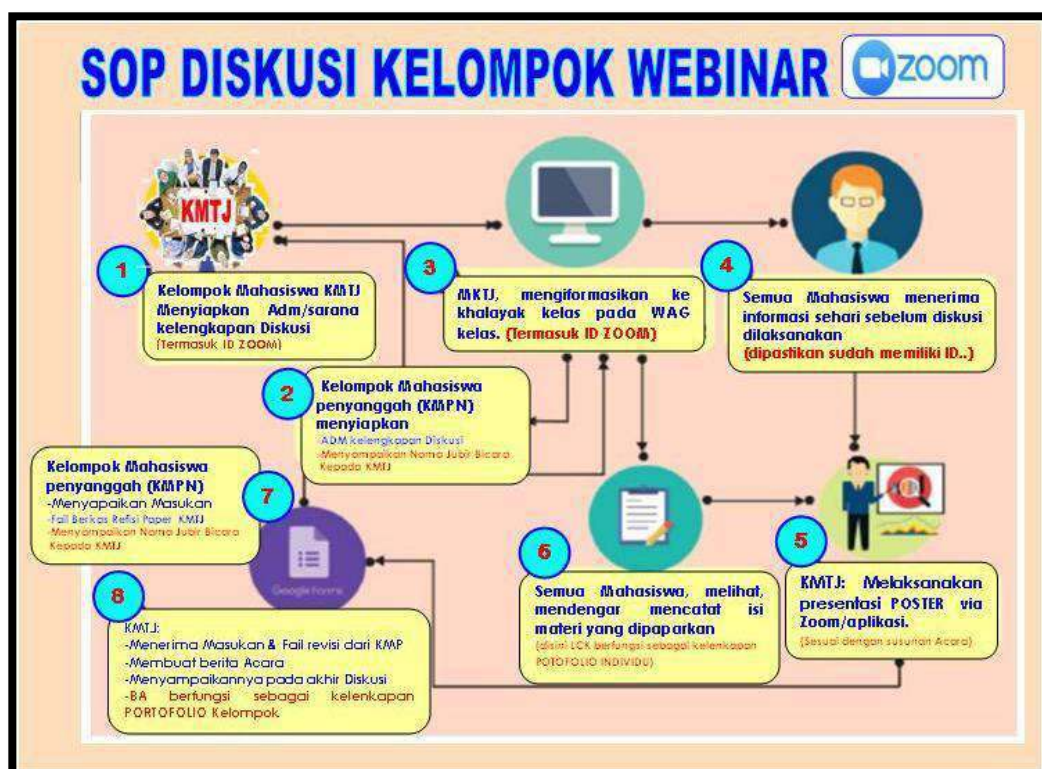 SOP DISKUSI KELOMPOK WEBINAR
zoom
KMTJ
1
Kelompok Mahasiswa KMTJ
Menyiapkan Adm/sarana
kelengkapan Diskusi
(Termasuk ID ZOOM)
2
Kelompok Mahasiswa
penyanggah (KMPN)
menyiapkan
-ADM kelengkapan Diskusi
-Menyampaikan Nama Jubir Bicara
Kepada KMTJ
3
MKTJ, mengiformasikan ke
khalayak kelas pada WAG
kelas. (Termasuk ID ZOOM)
4
Semua Mahasiswa menerima
informasi sehari sebelum diskusi
dilaksanakan
(dipastikan sudah memiliki ID..)
5
KMTJ: Melaksanakan
presentasi POSTER via
Zoom/aplikasi.
(Sesuai dengan susunan Acara)
6
Semua Mahasiswa, melihat,
mendengar mencatat isi
materi yang dipaparkan
(disini LCK berfungsi sebagai kelenkapan
POTOFOLIO INDIVIDU)
7
Kelompok Mahasiswa
penyanggah (KMPN)
-Menyapaikan Masukan
-Fail Berkas Refisi Paper KMTJ
-Menyampaikan Nama Jubir Bicara
Kepada KMTJ
Google Forms
8
KMTJ:
-Menerima Masukan & Fail revisi dari KMP
-Membuat berita Acara
-Menyampaikannya pada akhir Diskusi
-BA berfungsi sebagai kelenkapan
PORTOFOLIO Kelompok